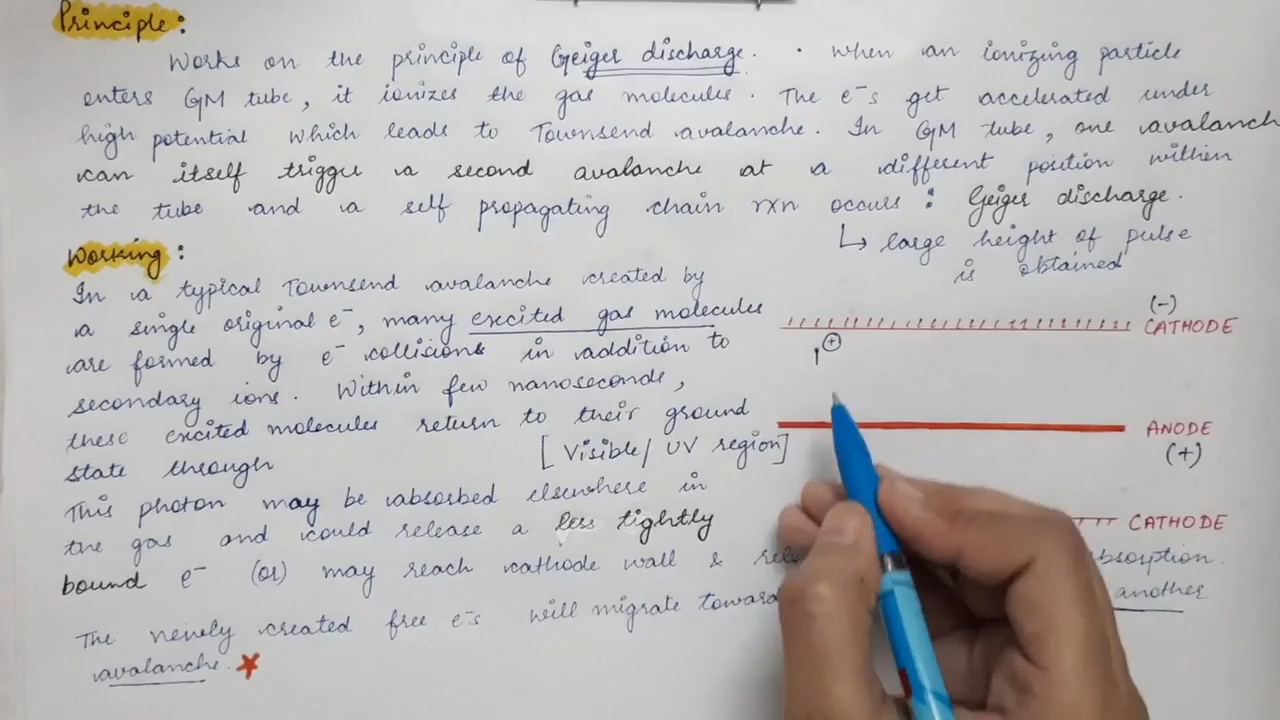 Principle:
Works on the principle of Geiger discharge. · When an ionizing particle
enters GM tube, it ionizes the gas molecules. The e⁻s get accelerated under
high potential which leads to Townsend avalanche. In GM tube, one avalanch
can itself trigger a second avalanche at a different position within
the tube and a self propagating chain rxn occurs : Geiger discharge.
↳ large height of pulse
is obtained
Working:
In a typical Townsend avalanche created by
a single original e⁻, many excited gas molecules
are formed by e⁻ collisions in addition to
secondary ions. Within few nanoseconds,
these excited molecules return to their ground
state through [Visible/ UV region]
This photon may be absorbed elsewhere in
the gas and could release a less tightly
bound e⁻ (or) may reach cathode wall & absorption.
The newly created free e⁻s will migrate toward another
avalanche.
(-)
CATHODE
+
ANODE
(+)
CATHODE